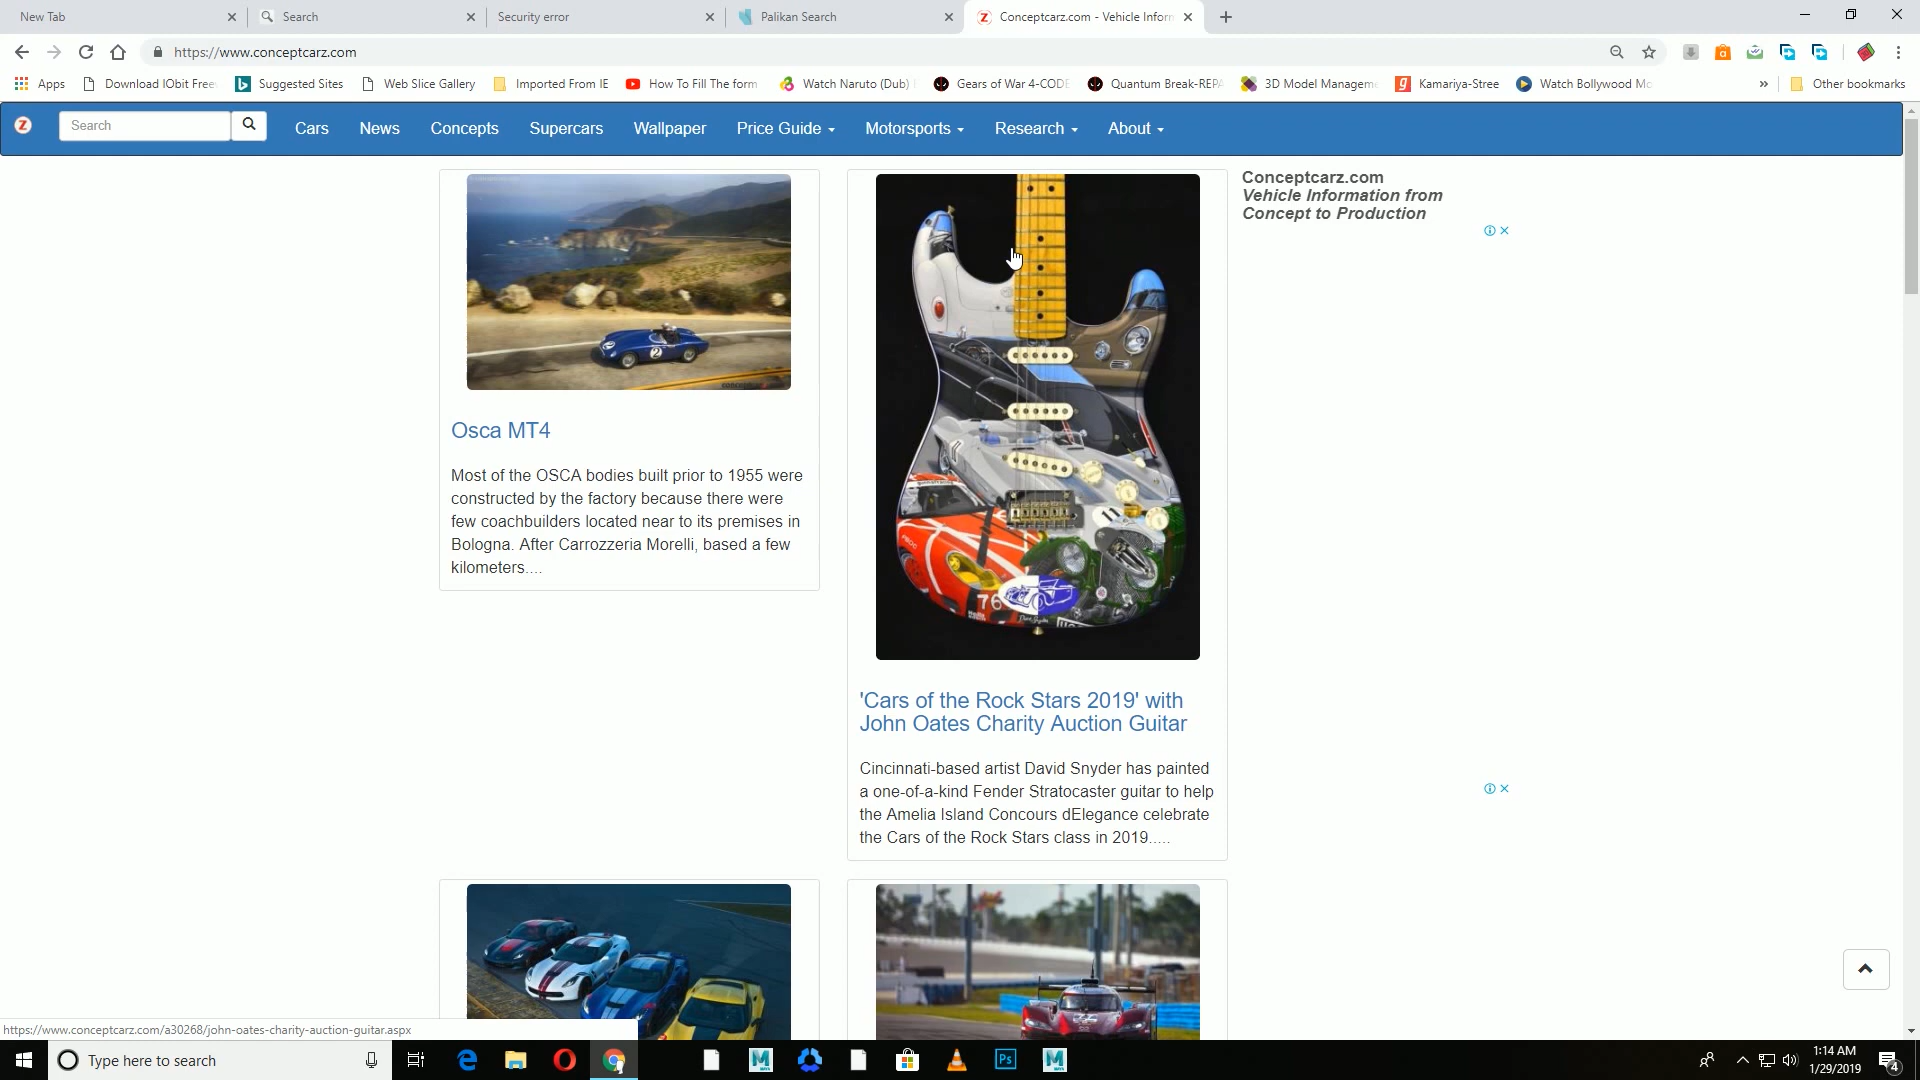 New Tab
Search
Security error
Palikan Search
Conceptcarz.com - Vehicle Inform
https://www.conceptcarz.com
Apps
Download IObit Free
Suggested Sites
Web Slice Gallery
Imported From IE
How To Fill The form
Watch Naruto (Dub)
Gears of War 4-CODE
Quantum Break-REPA
3D Model Manageme
Kamariya-Stree
Watch Bollywood Mo
»
Other bookmarks
Z
Search
Cars
News
Concepts
Supercars
Wallpaper
Price Guide
Motorsports
Research
About
Conceptcarz.com
Vehicle Information from
Concept to Production
2
2
Osca MT4
Most of the OSCA bodies built prior to 1955 were
constructed by the factory because there were
few coachbuilders located near to its premises in
Bologna. After Carrozzeria Morelli, based a few
kilometers....
11
76
'Cars of the Rock Stars 2019' with
John Oates Charity Auction Guitar
Cincinnati-based artist David Snyder has painted
a one-of-a-kind Fender Stratocaster guitar to help
the Amelia Island Concours dElegance celebrate
the Cars of the Rock Stars class in 2019.....
https://www.conceptcarz.com/a30268/john-oates-charity-auction-guitar.aspx
Type here to search
Ps
1:14 AM
1/29/2019
4